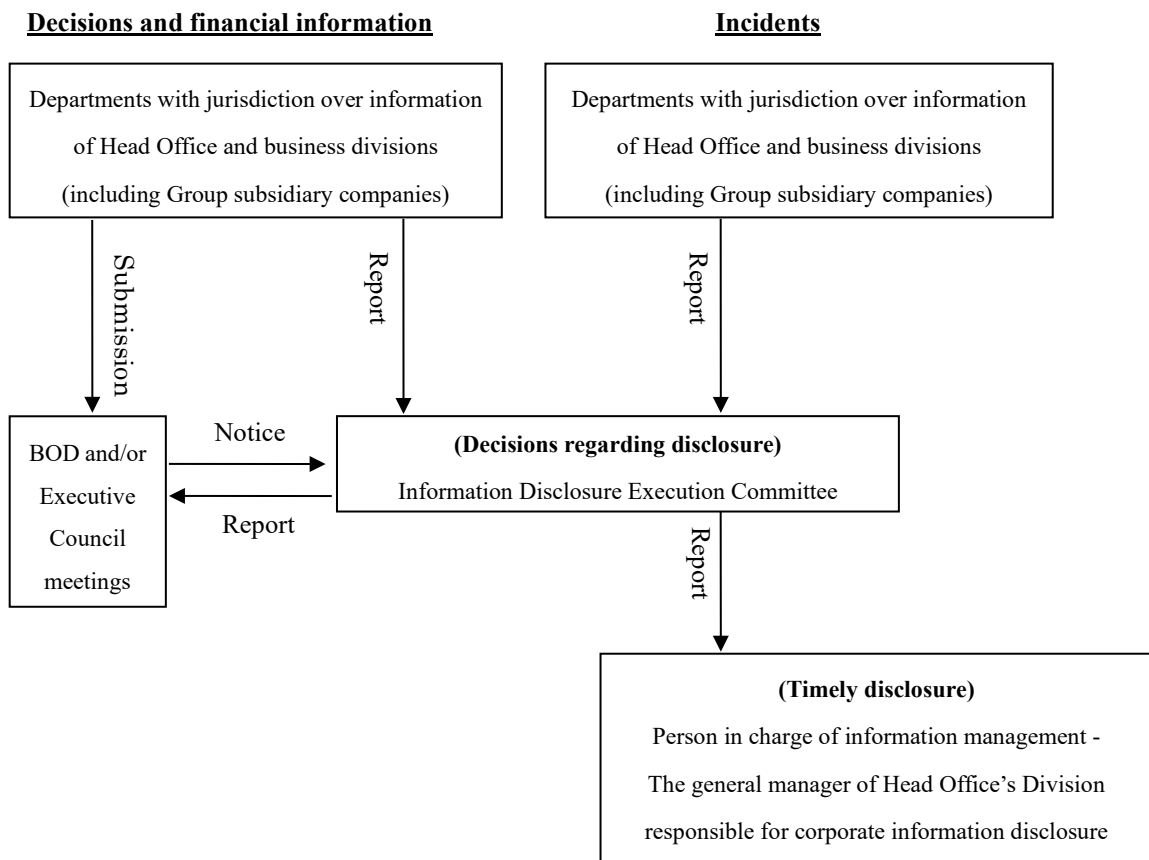 Decisions and financial information
Incidents
Departments with jurisdiction over information
of Head Office and business divisions
(including Group subsidiary companies)
Departments with jurisdiction over information
of Head Office and business divisions
(including Group subsidiary companies)
Submission
Report
Report
BOD and/or
Executive
Council
meetings
Notice
Report
(Decisions regarding disclosure)
Information Disclosure Execution Committee
Report
(Timely disclosure)
Person in charge of information management -
The general manager of Head Office’s Division
responsible for corporate information disclosure